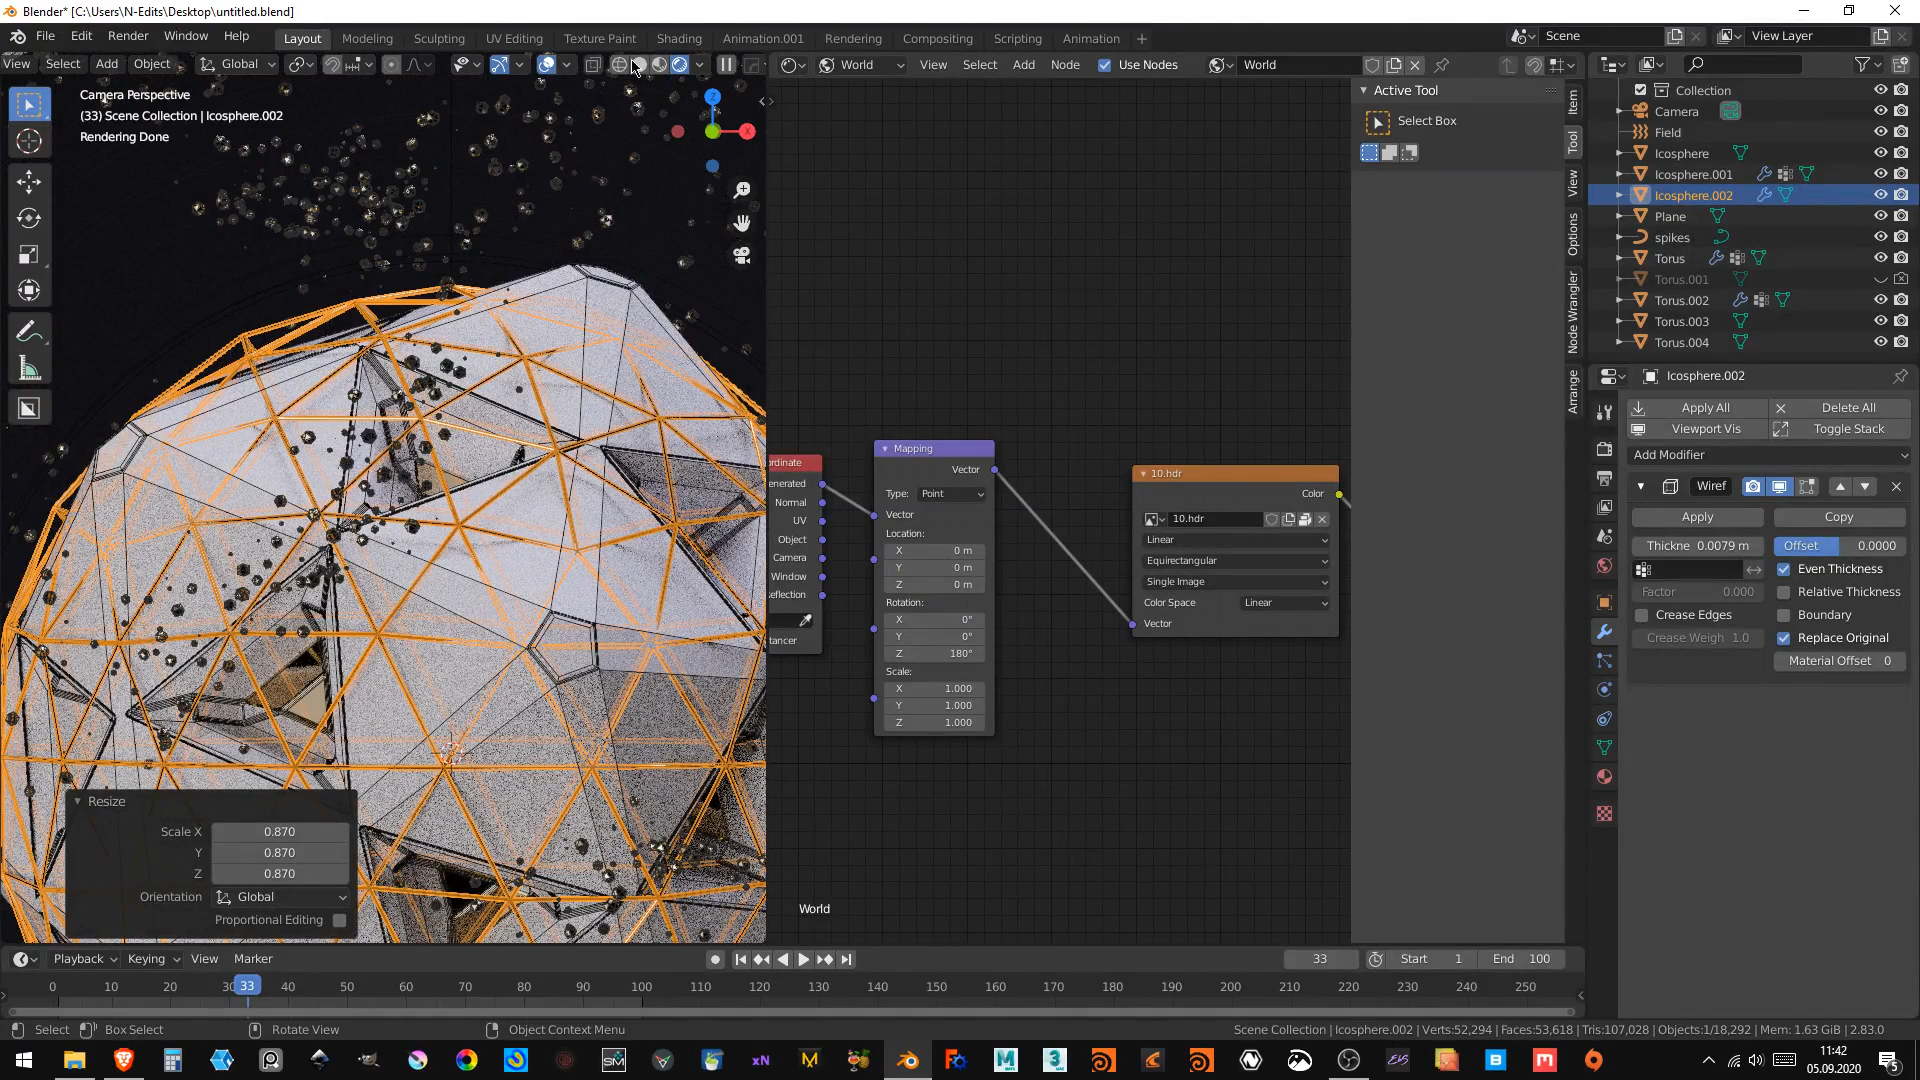 Blender* [C:\Users\N-Edits\Desktop\untitled.blend]
File Edit Render Window Help
Layout Modeling Sculpting UV Editing Texture Paint Shading Animation.001 Rendering Compositing Scripting Animation +
Scene
View Layer
View Select Add Object Global
World View Select Add Node Use Nodes World
Camera Perspective
(33) Scene Collection | Icosphere.002
Rendering Done
Z
X
Active Tool
Select Box
Item
Tool
View
Options
Node Wrangler
Arrange
Collection
Camera
Field
Icosphere
Icosphere.001
Icosphere.002
Plane
spikes
Torus
Torus.001
Torus.002
Torus.003
Torus.004
Icosphere.002
Apply All Delete All
Viewport Vis Toggle Stack
Add Modifier
Wiref
Apply Copy
Thickne 0.0079 m Offset 0.0000
Even Thickness
Factor 0.000 Relative Thickness
Crease Edges Boundary
Crease Weigh 1.0 Replace Original
Material Offset 0
ordinate
enerated
Normal
UV
Object
Camera
Window
eflection
tancer
Mapping
Vector
Type: Point
Vector
Location:
X 0 m
Y 0 m
Z 0 m
Rotation:
X 0°
Y 0°
Z 180°
Scale:
X 1.000
Y 1.000
Z 1.000
10.hdr
Color
10.hdr
Linear
Equirectangular
Single Image
Color Space Linear
Vector
World
Resize
Scale X 0.870
Y 0.870
Z 0.870
Orientation Global
Proportional Editing
Playback Keying View Marker
33 Start 1 End 100
0 10 20 30 33 40 50 60 70 80 90 100 110 120 130 140 150 160 170 180 190 200 210 220 230 240 250
Select Box Select Rotate View Object Context Menu
Scene Collection | Icosphere.002 | Verts:52,294 | Faces:53,618 | Tris:107,028 | Objects:1/18,292 | Mem: 1.63 GiB | 2.83.0
11:42
05.09.2020
5